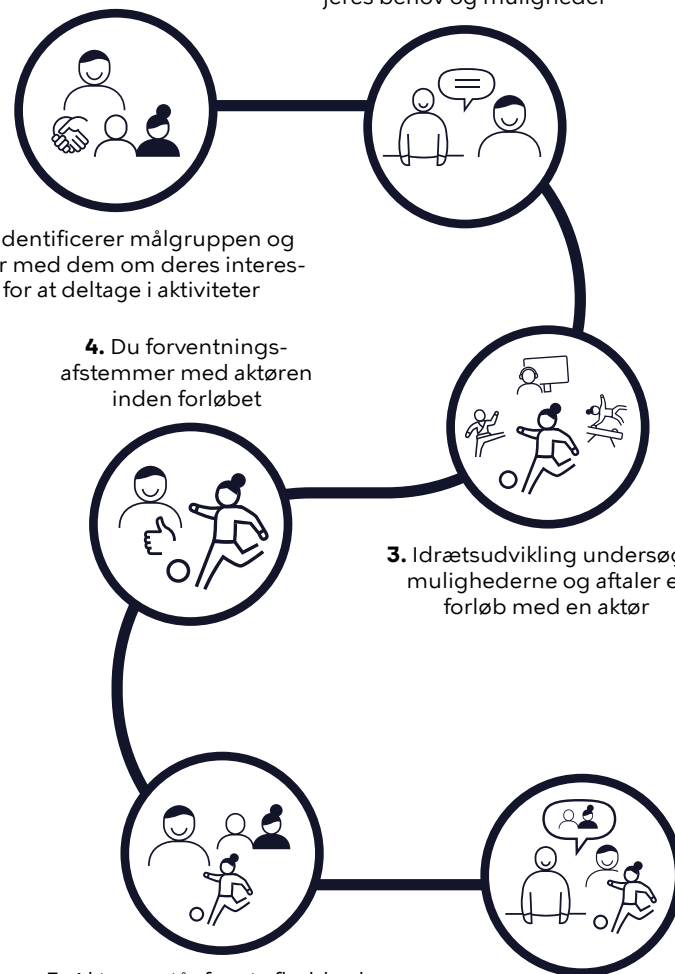 jeres behov og muligheder
dentificerer målgruppen og
r med dem om deres interes-
for at deltage i aktiviteter
4. Du forventnings-
afstemmer med aktøren
inden forløbet
3. Idrætsudvikling undersøg
mulighederne og aftaler e
forløb med en aktør